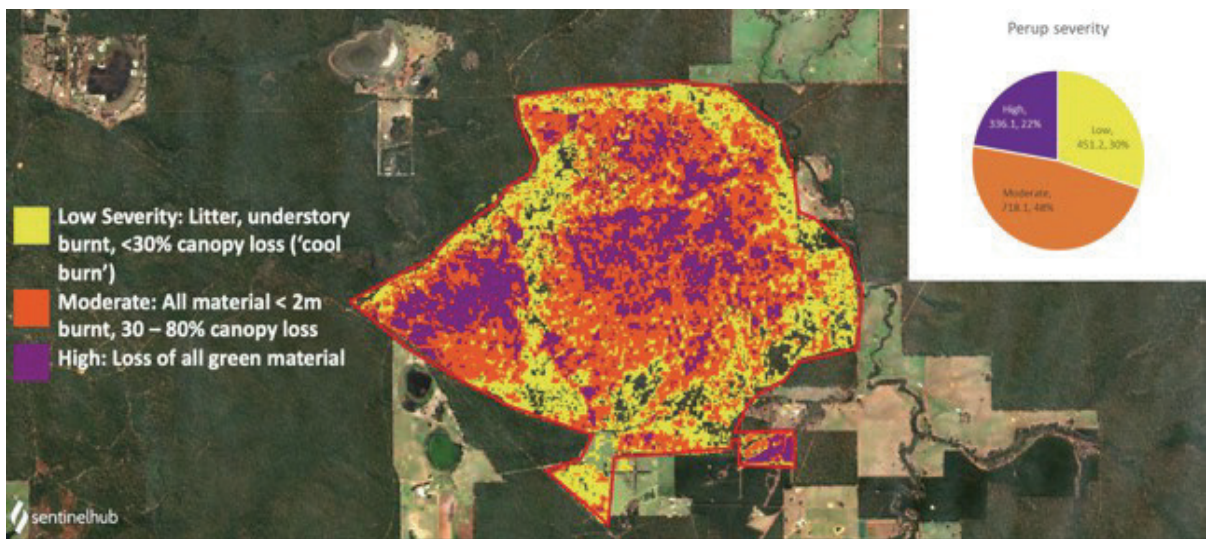 Perup severity
High,
336.1, 22%
Low,
451.2, 30%
Moderate,
718.1, 48%
Low Severity: Litter, understory
burnt, <30% canopy loss (‘cool
burn’)
Moderate: All material < 2m
burnt, 30 – 80% canopy loss
High: Loss of all green material
sentinelhub